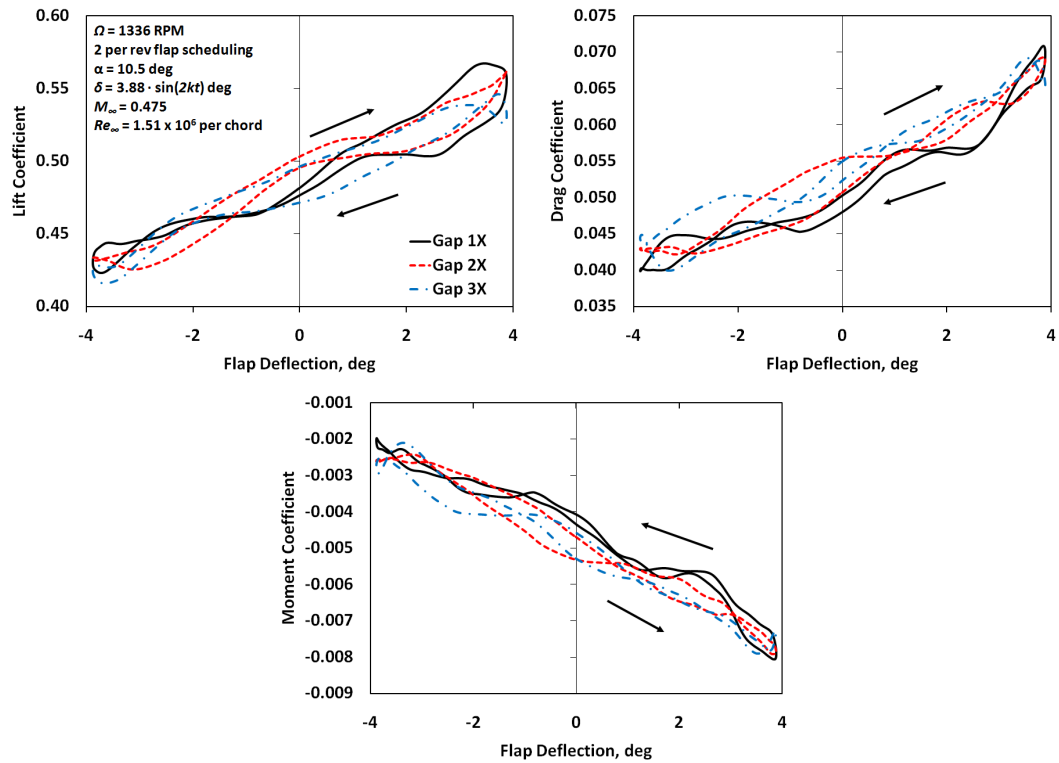 0.60
0.55
0.50
0.45
0.40
Lift Coefficient
Ω = 1336 RPM
2 per rev flap scheduling
α = 10.5 deg
δ = 3.88 · sin(2kt) deg
M∞ = 0.475
Re∞ = 1.51 x 10⁶ per chord
Gap 1X
Gap 2X
Gap 3X
-4 -2 0 2 4
Flap Deflection, deg
0.075
0.070
0.065
0.060
0.055
0.050
0.045
0.040
0.035
Drag Coefficient
-4 -2 0 2 4
Flap Deflection, deg
-0.001
-0.002
-0.003
-0.004
-0.005
-0.006
-0.007
-0.008
-0.009
Moment Coefficient
-4 -2 0 2 4
Flap Deflection, deg